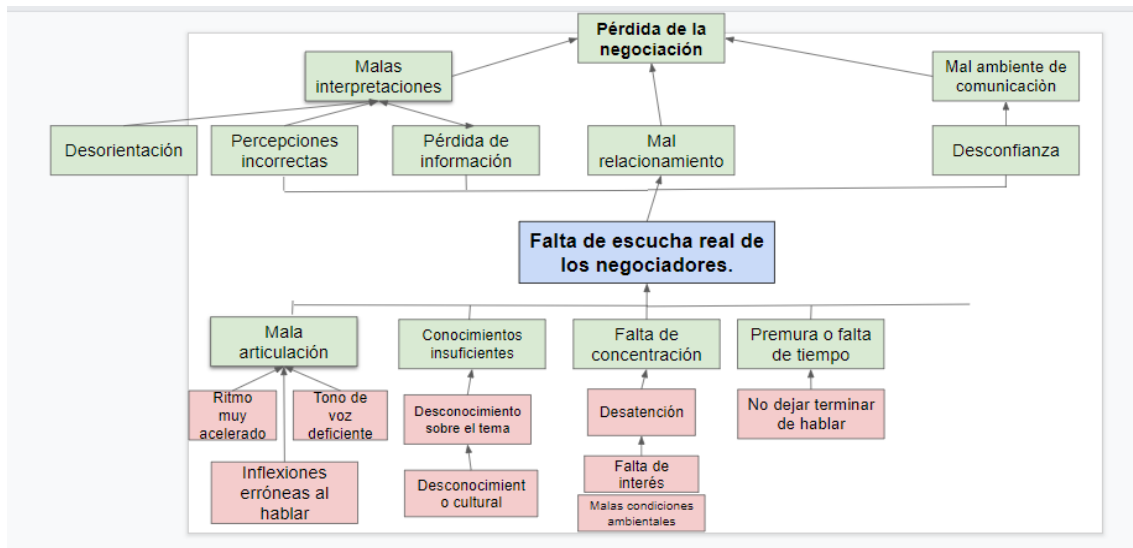 Pérdida de la
negociación
Malas
interpretaciones
Mal ambiente de
comunicaciòn
Desorientación
Percepciones
incorrectas
Pérdida de
información
Mal
relacionamiento
Desconfianza
Falta de escucha real de
los negociadores.
Mala
articulación
Conocimientos
insuficientes
Falta de
concentración
Premura o falta
de tiempo
Ritmo
muy
acelerado
Tono de
voz
deficiente
Desconocimiento
sobre el tema
Desatención
No dejar terminar
de hablar
Inflexiones
erróneas al
hablar
Desconocimient
o cultural
Falta de
interés
Malas condiciones
ambientales